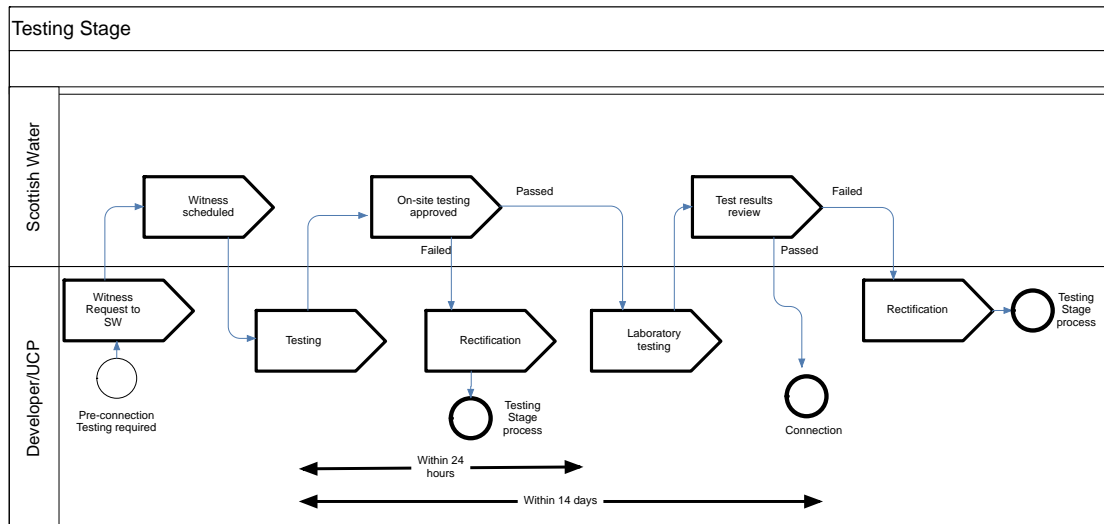 Testing Stage
Scottish Water
Witness
scheduled
On-site testing
approved
Passed
Failed
Test results
review
Failed
Passed
Developer/UCP
Witness
Request to
SW
Pre-connection
Testing required
Testing
Rectification
Testing
Stage
process
Laboratory
testing
Connection
Rectification
Testing
Stage
process
Within 24
hours
Within 14 days